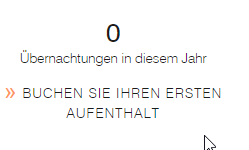 0
Übernachtungen in diesem Jahr
» BUCHEN SIE IHREN ERSTEN
AUFENTHALT